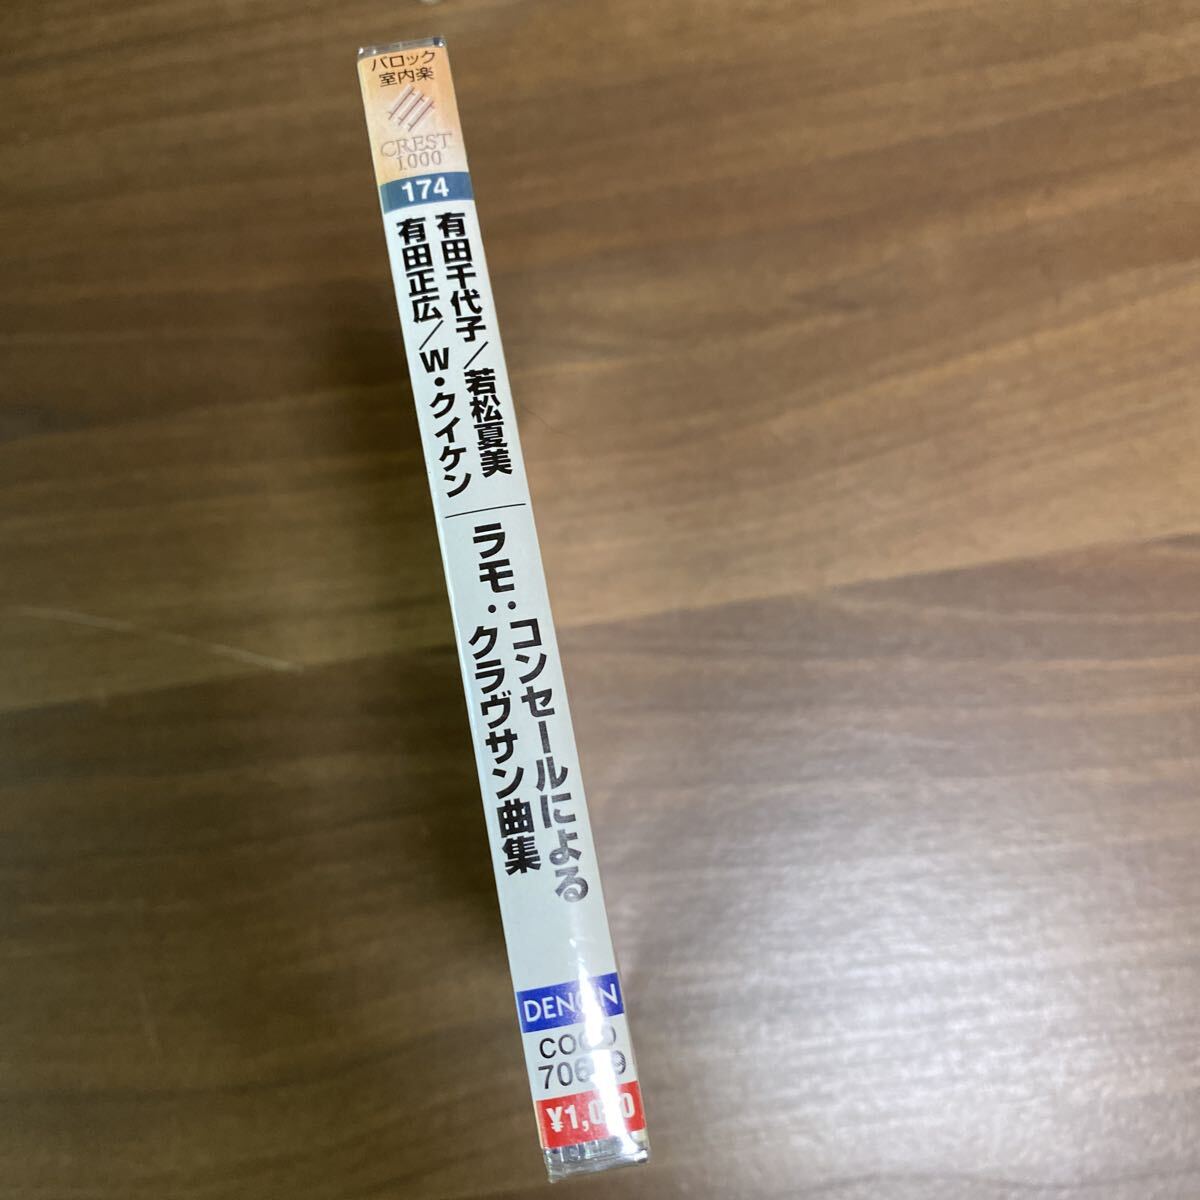 バロック
室内楽
CREST
1000
174
有田千代子／若松夏美
有田正広／W・クイケン
ラモ：コンセールによる
クラヴサン曲集
DENON